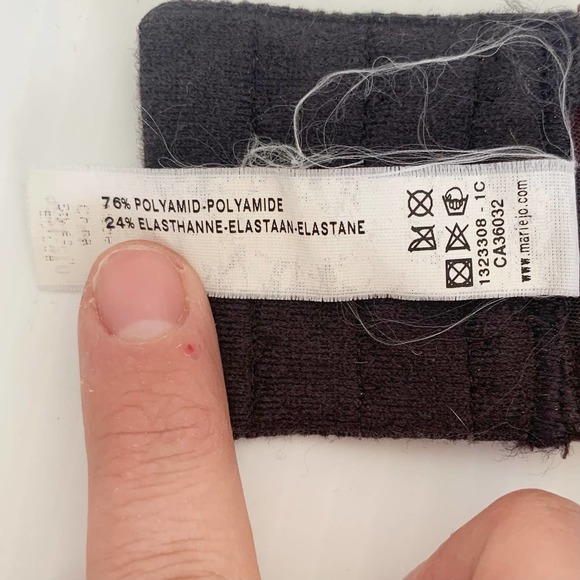 76% POLYAMID-POLYAMIDE
24% ELASTHANNE-ELASTAAN-ELASTANE
1323308 - 1C
CA36032
www.mariejo.com